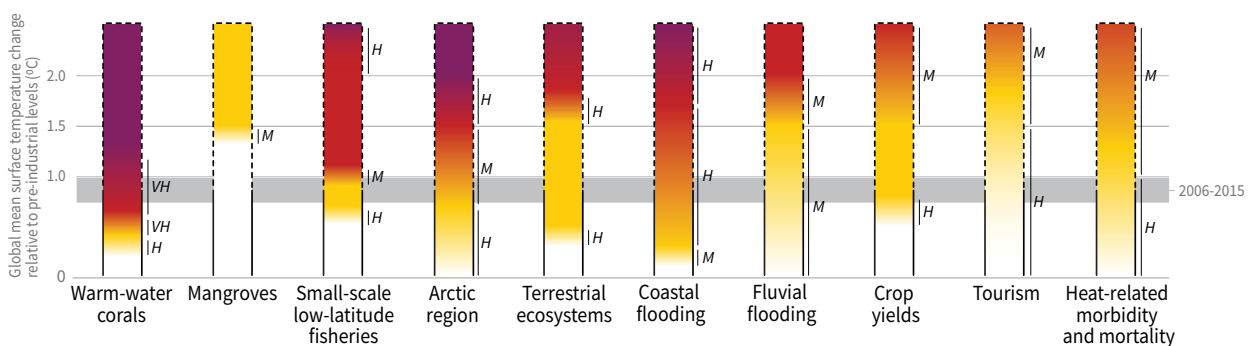 Global mean surface temperature change
relative to pre-industrial levels (ºC)
2.0
1.5
1.0
0
2006-2015
VH
VH
H
M
H
M
H
H
M
H
H
H
H
H
M
M
M
M
H
M
H
M
H
Warm-water
corals
Mangroves
Small-scale
low-latitude
fisheries
Arctic
region
Terrestrial
ecosystems
Coastal
flooding
Fluvial
flooding
Crop
yields
Tourism
Heat-related
morbidity
and mortality